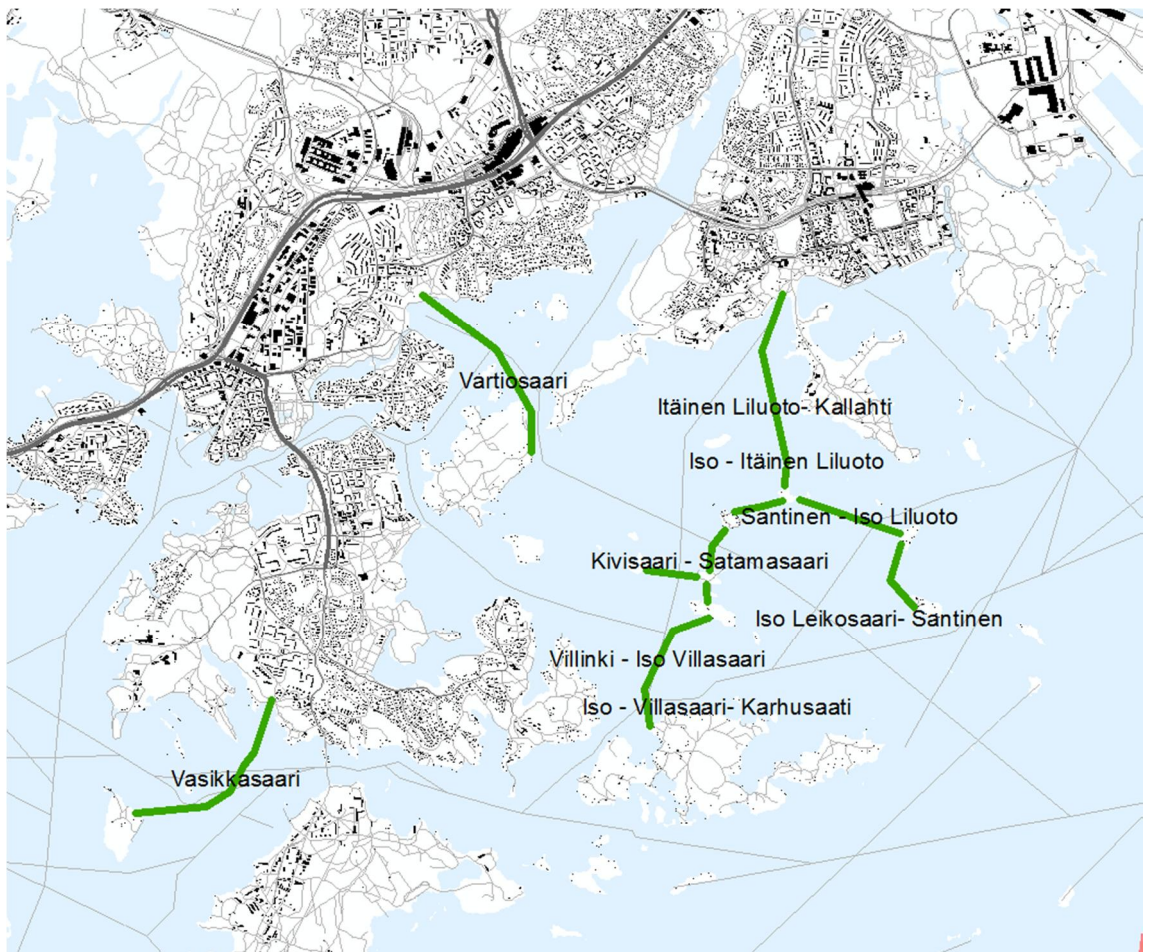 Vartiosaari
Itäinen Liluoto- Kallahti
Iso - Itäinen Liluoto
Santinen - Iso Liluoto
Kivisaari - Satamasaari
Iso Leikosaari- Santinen
Villinki - Iso Villasaari
Iso - Villasaari- Karhusaati
Vasikkasaari